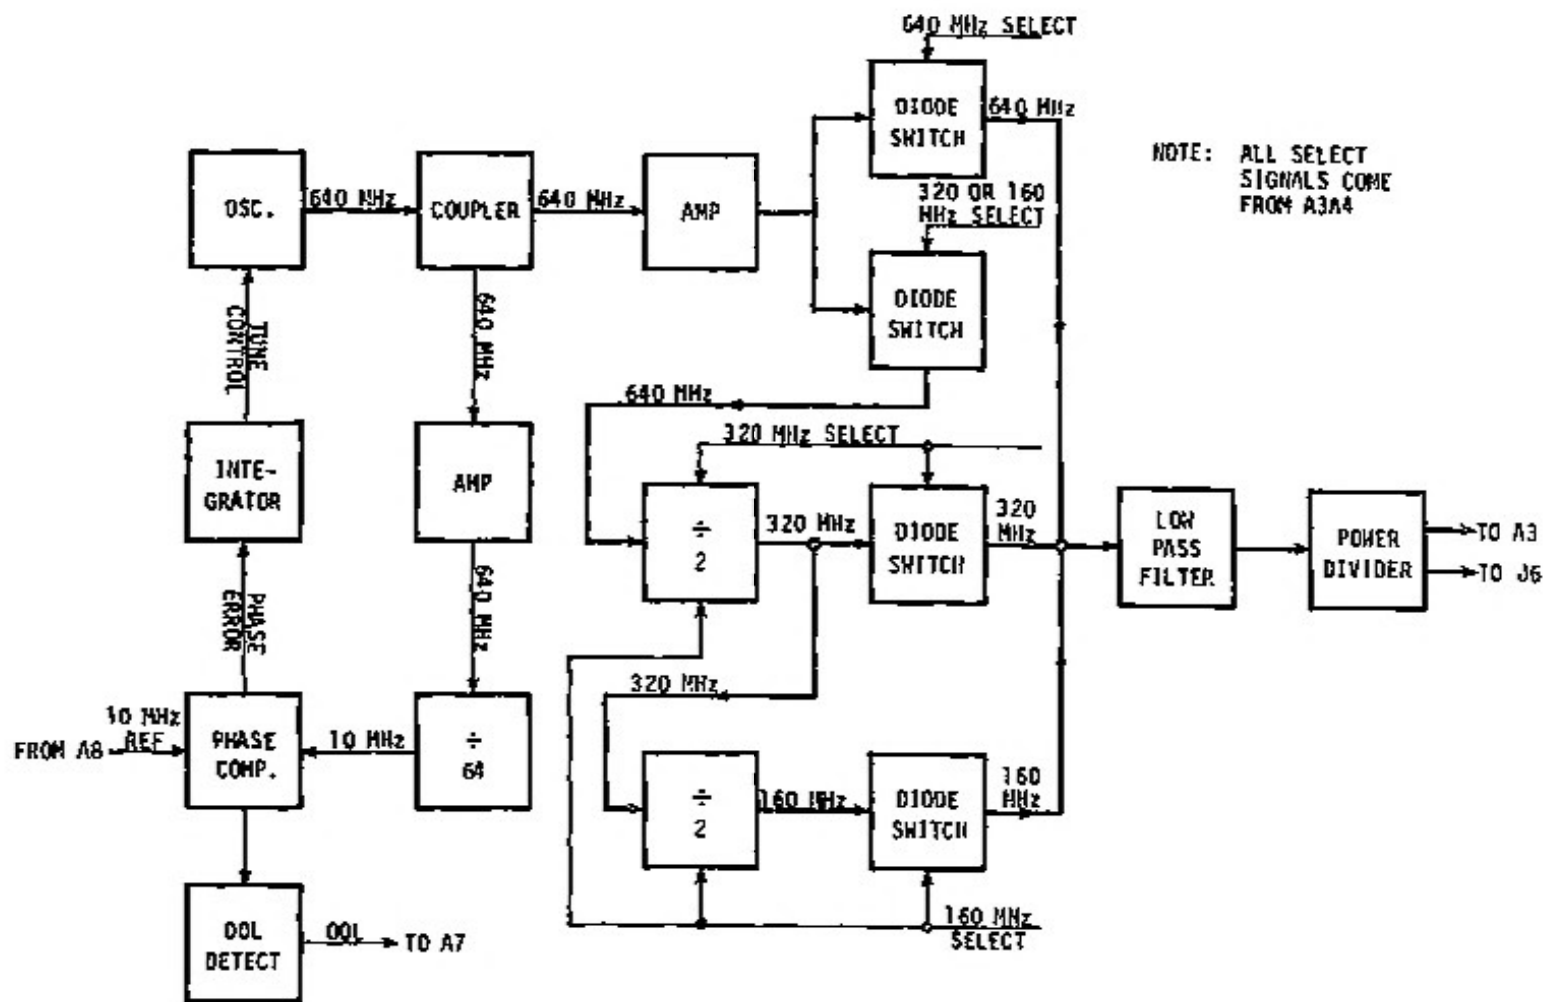 640 MHz SELECT
DIODE
SWITCH
640 MHz
NOTE: ALL SELECT
SIGNALS COME
FROM A3A4
OSC.
640 MHz
COUPLER
640 MHz
AMP
320 OR 160
MHz SELECT
DIODE
SWITCH
TUNE
CONTROL
640 MHz
640 MHz
320 MHz SELECT
INTE-
GRATOR
AMP
÷
2
320 MHz
DIODE
SWITCH
320
MHz
LOW
PASS
FILTER
POWER
DIVIDER
TO A3
TO J6
PHASE
ERROR
640 MHz
320 MHz
10 MHz
REF
FROM A8
PHASE
COMP.
10 MHz
÷
64
÷
2
160 MHz
DIODE
SWITCH
160
MHz
OOL
DETECT
OOL
TO A7
160 MHz
SELECT